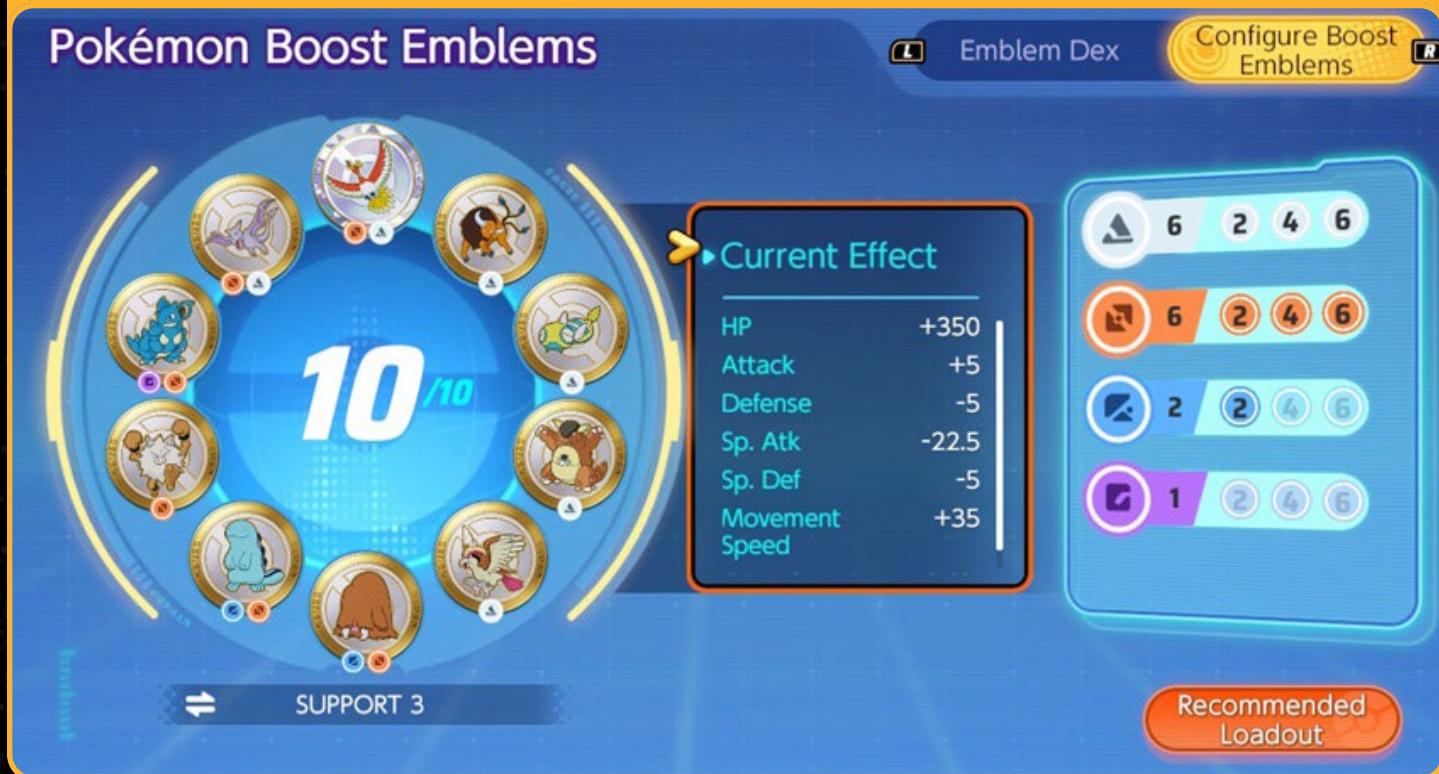 Pokémon Boost Emblems
L
Emblem Dex
Configure Boost
Emblems
R
10/10
SUPPORT 3
Current Effect
HP +350
Attack +5
Defense -5
Sp. Atk -22.5
Sp. Def -5
Movement
Speed +35
6 2 4 6
6 2 4 6
2 2 4 6
1 2 4 6
Recommended
Loadout